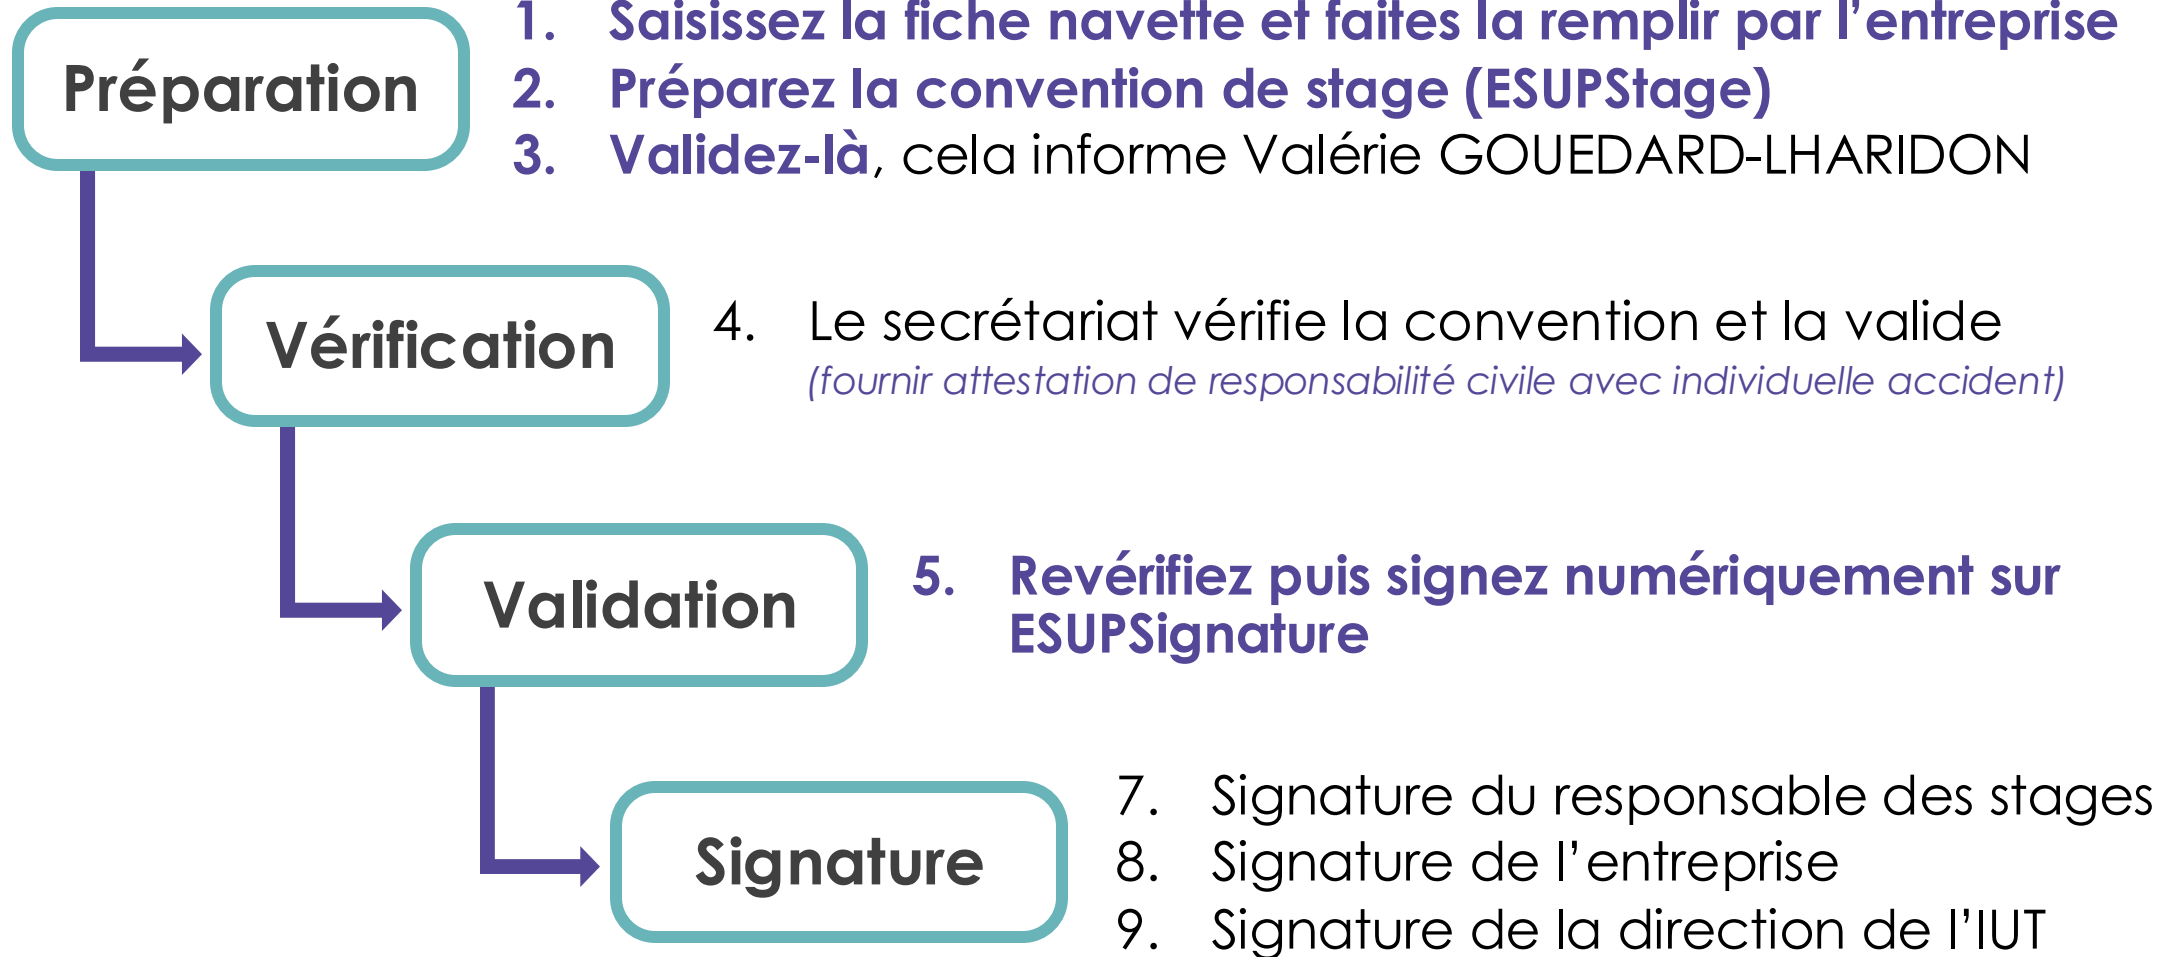 Préparation
1. Saisissez la fiche navette et faites la remplir par l’entreprise
2. Préparez la convention de stage (ESUPStage)
3. Validez-là, cela informe Valérie GOUEDARD-LHARIDON
Vérification
4. Le secrétariat vérifie la convention et la valide
(fournir attestation de responsabilité civile avec individuelle accident)
Validation
5. Revérifiez puis signez numériquement sur
ESUPSignature
Signature
7. Signature du responsable des stages
8. Signature de l’entreprise
9. Signature de la direction de l’IUT